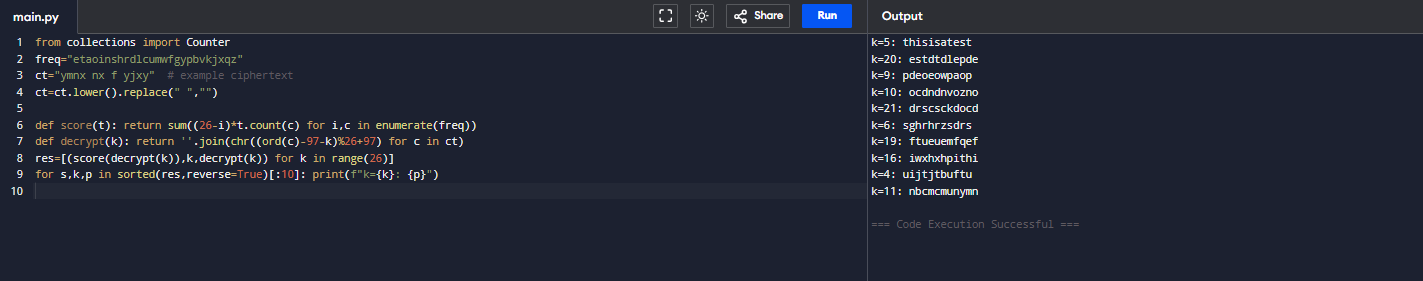 main.py
Share
Run
Output
1 from collections import Counter
2 freq="etaoinshrdlcumwfgypbvkjxqz"
3 ct="ymnx nx f yjxy"  # example ciphertext
4 ct=ct.lower().replace(" ","")
5
6 def score(t): return sum((26-i)*t.count(c) for i,c in enumerate(freq))
7 def decrypt(k): return ''.join(chr((ord(c)-97-k)%26+97) for c in ct)
8 res=[(score(decrypt(k)),k,decrypt(k)) for k in range(26)]
9 for s,k,p in sorted(res,reverse=True)[:10]: print(f"k={k}: {p}")
10
k=5: thisisatest
k=20: estdtdlepde
k=9: pdeoeowpaop
k=10: ocdndnvozno
k=21: drscsckdocd
k=6: sghrhrzsdrs
k=19: ftueuemfqef
k=16: iwxhxhpithi
k=4: uijtjtbuftu
k=11: nbcmcmunymn
=== Code Execution Successful ===